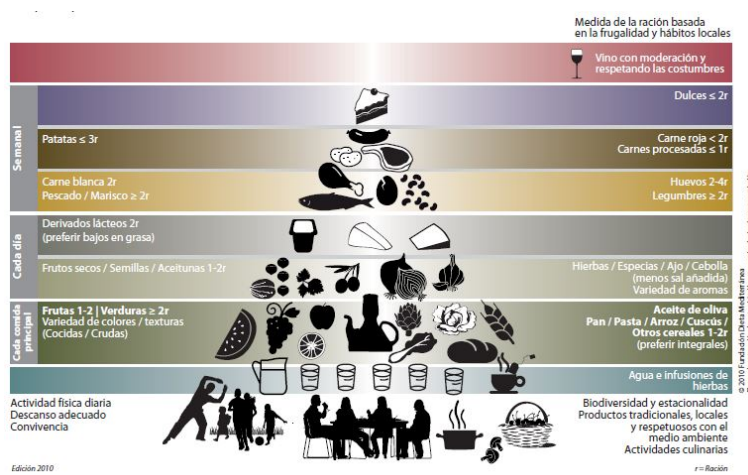 Medida de la ración basada
en la frugalidad y hábitos locales
Vino con moderación y
respetando las costumbres
Semanal
Dulces ≤ 2r
Patatas ≤ 3r
Carne roja < 2r
Carnes procesadas ≤ 1r
Carne blanca 2r
Pescado / Marisco ≥ 2r
Huevos 2-4r
Legumbres ≥ 2r
Cada día
Derivados lácteos 2r
(preferir bajos en grasa)
Frutos secos / Semillas / Aceitunas 1-2r
Hierbas / Especias / Ajo / Cebolla
(menos sal añadida)
Variedad de aromas
Cada comida
principal
Frutas 1-2 | Verduras ≥ 2r
Variedad de colores / texturas
(Cocidas / Crudas)
Aceite de oliva
Pan / Pasta / Arroz / Cuscús /
Otros cereales 1-2r
(preferir integrales)
Agua e infusiones de
hierbas
Actividad física diaria
Descanso adecuado
Convivencia
Biodiversidad y estacionalidad
Productos tradicionales, locales
y respetuosos con el
medio ambiente
Actividades culinarias
© 2010 Fundación Dieta Mediterránea
Edición 2010
r = Ración